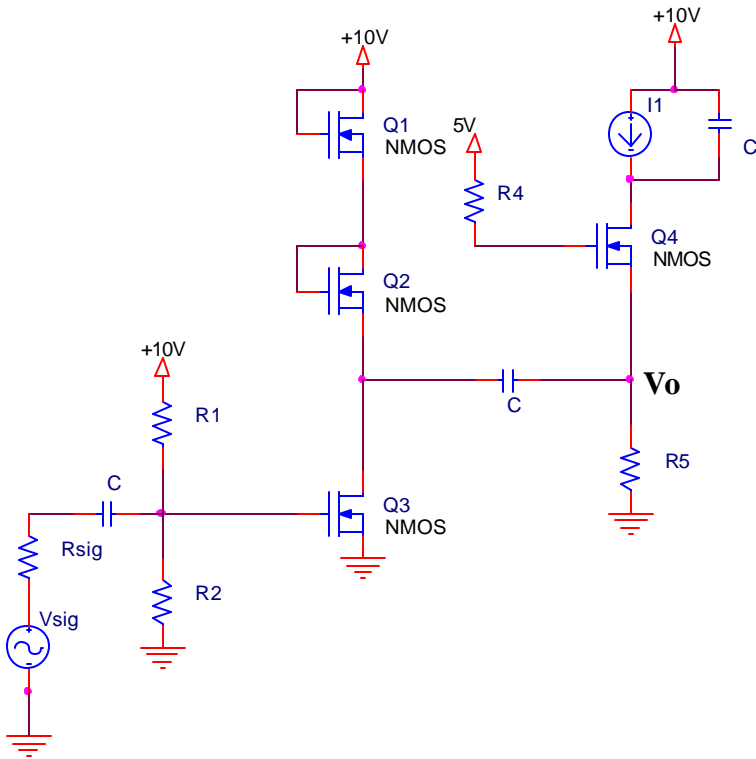 +10V
+10V
I1
C
Q1
NMOS
5V
R4
Q4
NMOS
Q2
NMOS
+10V
Vo
C
R1
R5
C
Q3
NMOS
Rsig
R2
Vsig